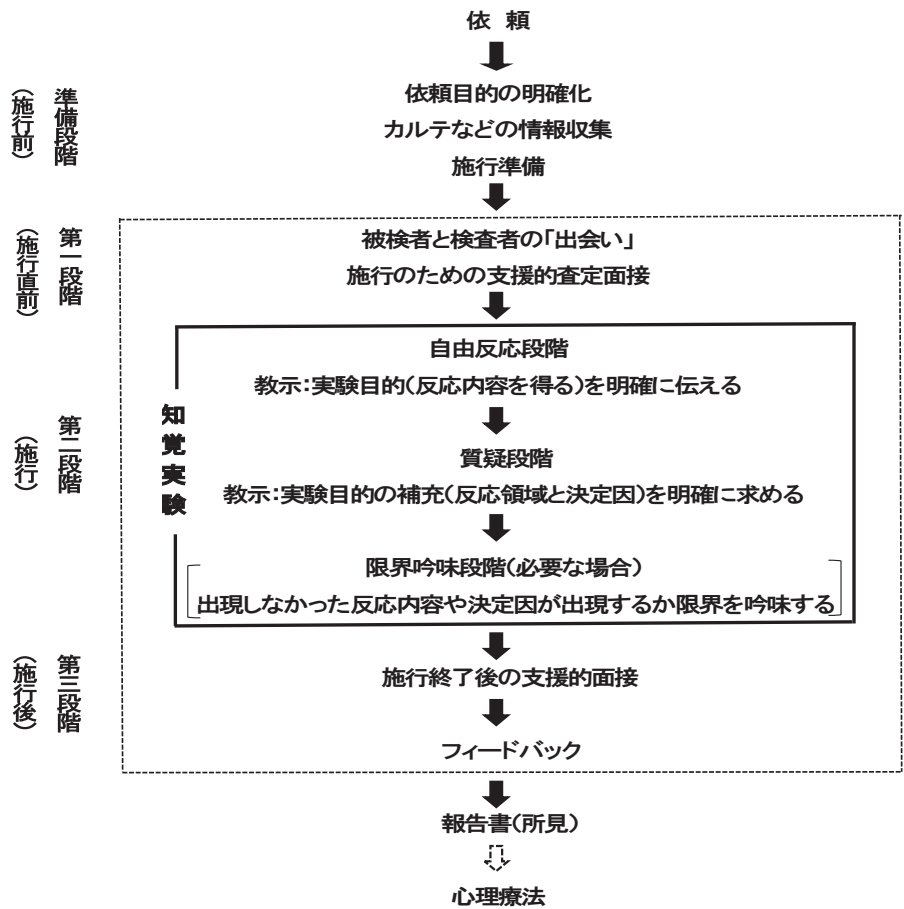 依 頼
準備段階
(施行前)
依頼目的の明確化
カルテなどの情報収集
施行準備
第一段階
(施行直前)
被検者と検査者の「出会い」
施行のための支援的査定面接
第二段階
(施行)
知覚実験
自由反応段階
教示:実験目的(反応内容を得る)を明確に伝える
質疑段階
教示:実験目的の補充(反応領域と決定因)を明確に求める
限界吟味段階(必要な場合)
出現しなかった反応内容や決定因が出現するか限界を吟味する
第三段階
(施行後)
施行終了後の支援的面接
フィードバック
報告書(所見)
心理療法